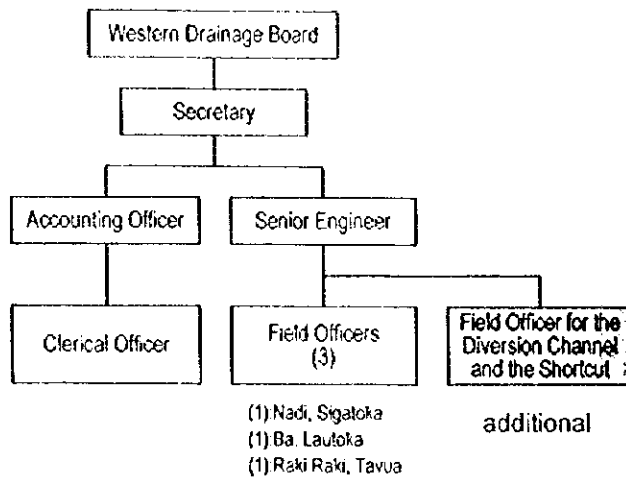 Western Drainage Board
Secretary
Accounting Officer
Senior Engineer
Clerical Officer
Field Officers
(3)
Field Officer for the
Diversion Channel
and the Shortcut
(1) Nadi, Sigatoka
(1) Ba, Lautoka
(1) Raki Raki, Tavua
additional